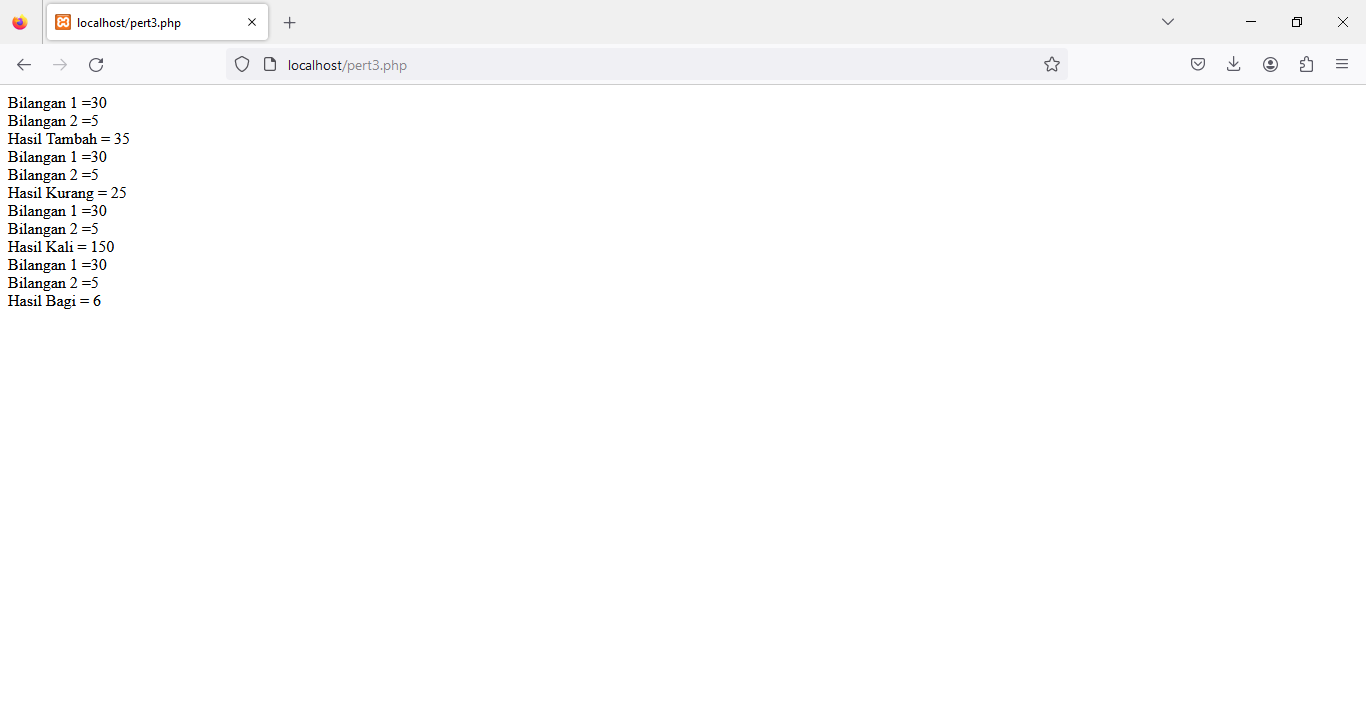 localhost/pert3.php
localhost/pert3.php
Bilangan 1 =30
Bilangan 2 =5
Hasil Tambah = 35
Bilangan 1 =30
Bilangan 2 =5
Hasil Kurang = 25
Bilangan 1 =30
Bilangan 2 =5
Hasil Kali = 150
Bilangan 1 =30
Bilangan 2 =5
Hasil Bagi = 6